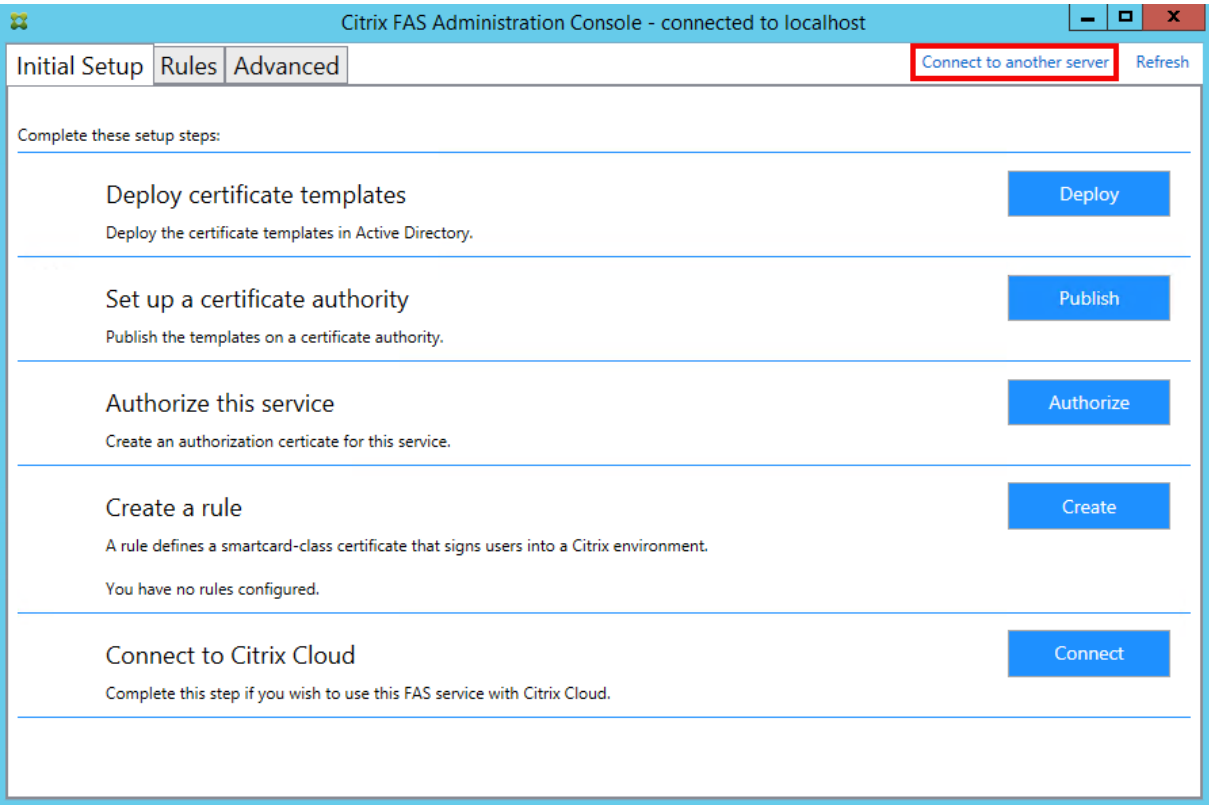 Citrix FAS Administration Console - connected to localhost
Initial Setup Rules Advanced Connect to another server Refresh
Complete these setup steps:
Deploy certificate templates
Deploy
Deploy the certificate templates in Active Directory.
Set up a certificate authority
Publish
Publish the templates on a certificate authority.
Authorize this service
Authorize
Create an authorization certicate for this service.
Create a rule
Create
A rule defines a smartcard-class certificate that signs users into a Citrix environment.
You have no rules configured.
Connect to Citrix Cloud
Connect
Complete this step if you wish to use this FAS service with Citrix Cloud.